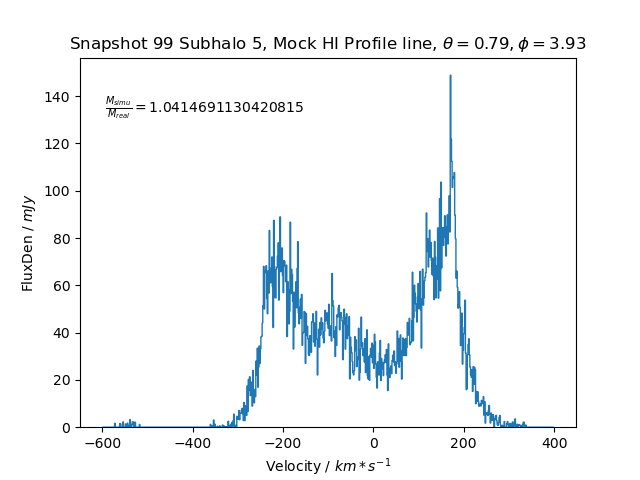 Snapshot 99 Subhalo 5, Mock HI Profile line, θ = 0.79, ϕ = 3.93
M_simu/M_real = 1.0414691130420815
FluxDen / mJy
140
120
100
80
60
40
20
0
−600 −400 −200 0 200 400
Velocity / km * s⁻¹